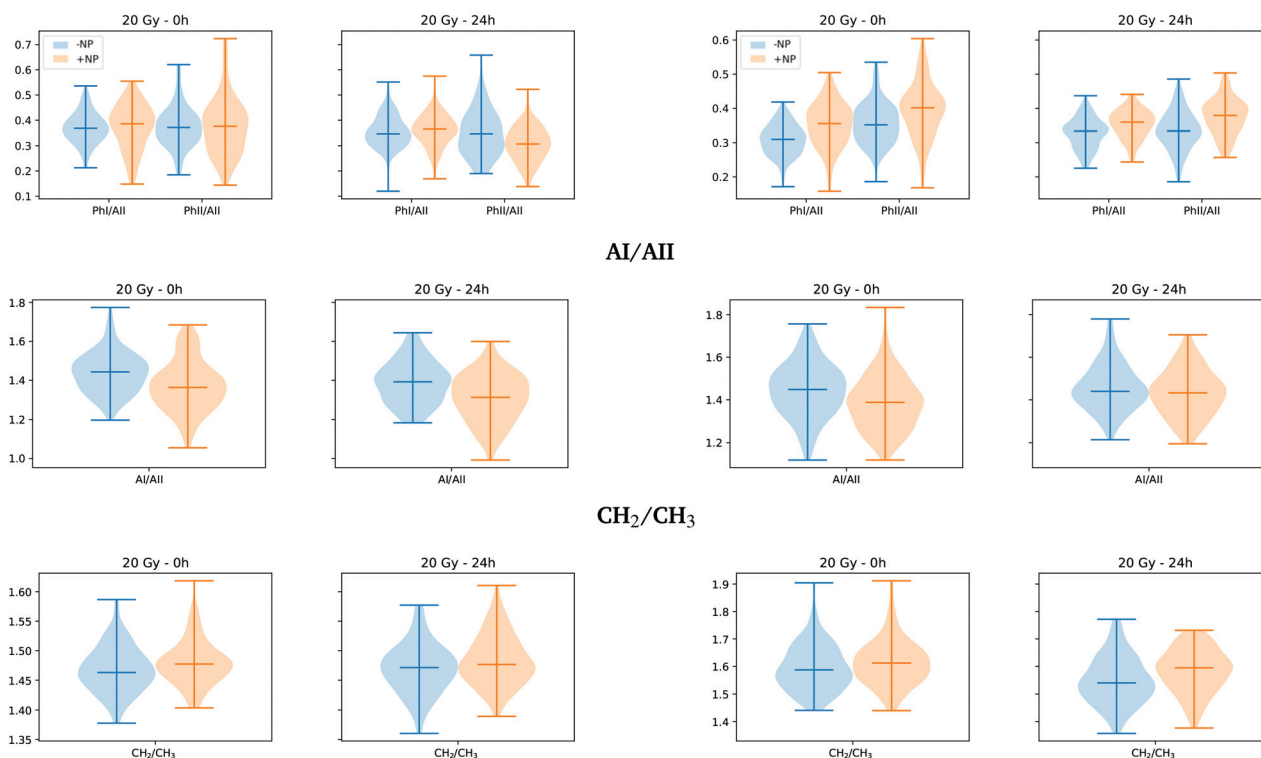 20 Gy - 0h
20 Gy - 24h
20 Gy - 0h
20 Gy - 24h
0.7
0.6
0.5
0.4
0.3
0.2
0.1
-NP
+NP
PhI/AII
PhII/AII
PhI/AII
PhII/AII
0.6
0.5
0.4
0.3
0.2
-NP
+NP
PhI/AII
PhII/AII
PhI/AII
PhII/AII
AI/AII
20 Gy - 0h
20 Gy - 24h
20 Gy - 0h
20 Gy - 24h
1.8
1.6
1.4
1.2
1.0
AI/AII
AI/AII
1.8
1.6
1.4
1.2
AI/AII
AI/AII
CH₂/CH₃
20 Gy - 0h
20 Gy - 24h
20 Gy - 0h
20 Gy - 24h
1.60
1.55
1.50
1.45
1.40
1.35
CH₂/CH₃
CH₂/CH₃
1.9
1.8
1.7
1.6
1.5
1.4
CH₂/CH₃
CH₂/CH₃